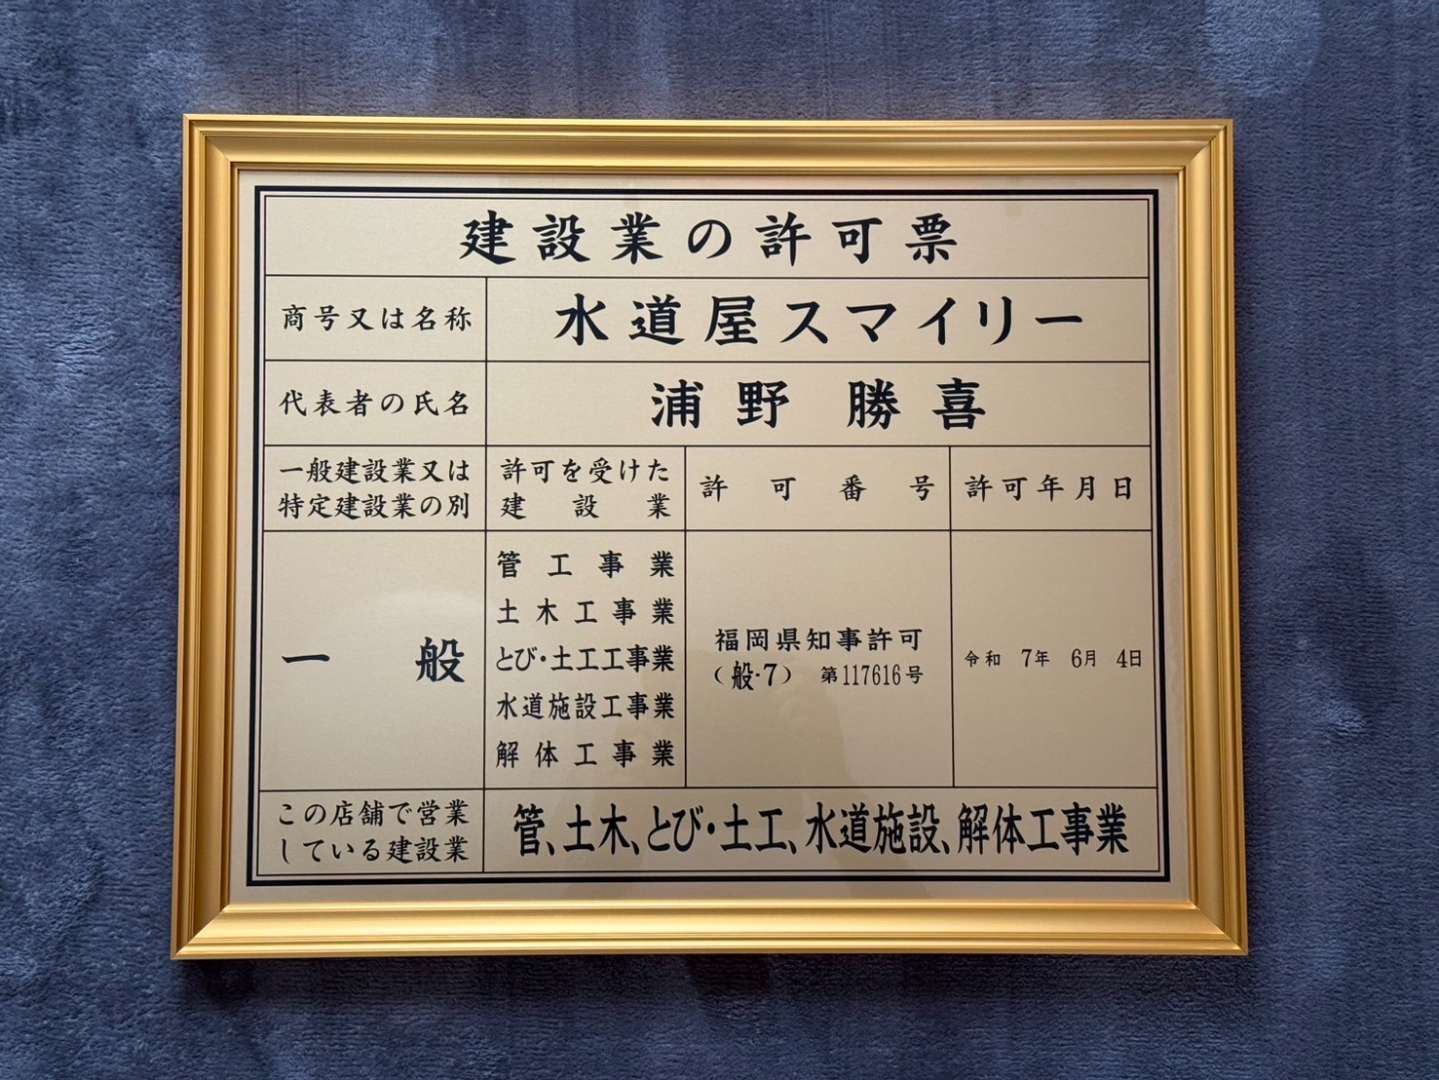 建設業の許可票
商号又は名称
水道屋スマイリー
代表者の氏名
浦野 勝喜
一般建設業又は
特定建設業の別
許可を受けた
建設業
許可番号
許可年月日
一般
管工事業
土木工事業
とび・土工工事業
水道施設工事業
解体工事業
福岡県知事許可
(般-7) 第117616号
令和 7年 6月 4日
この店舗で営業
している建設業
管、土木、とび・土工、水道施設、解体工事業